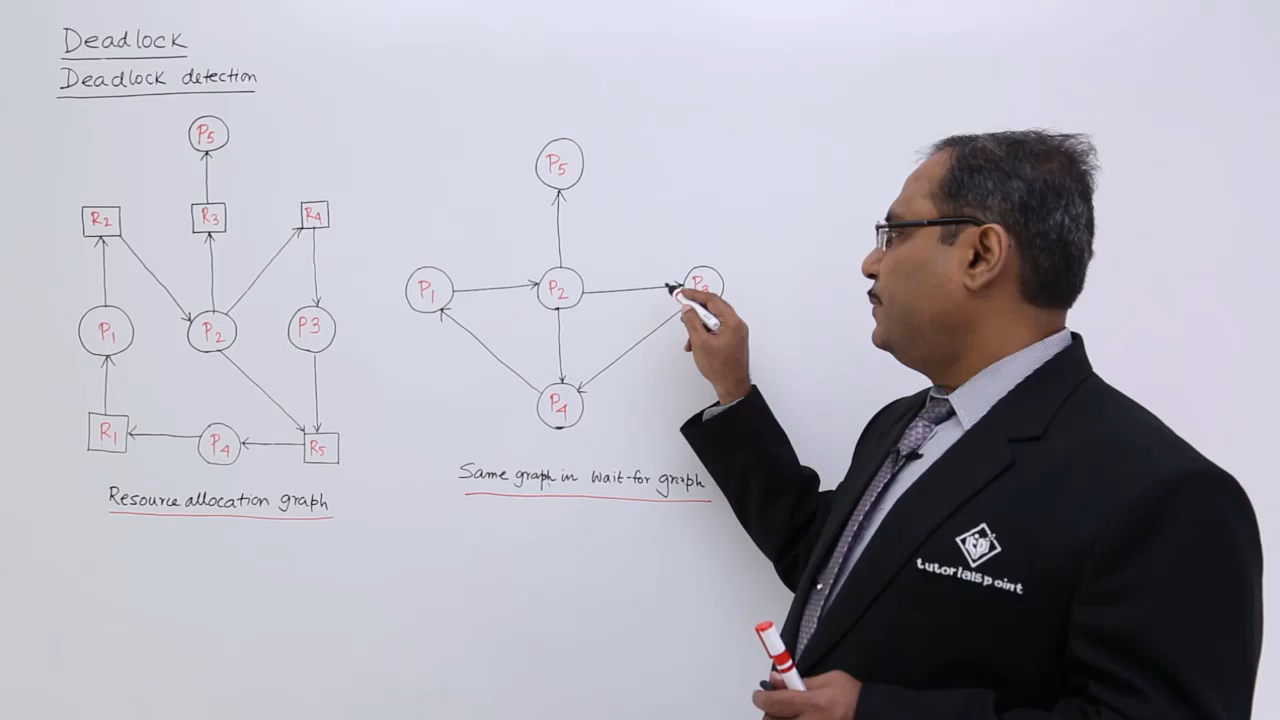 Deadlock
Deadlock detection
P5
R2
R3
R4
P1
P2
P3
R1
P4
R5
Resource allocation graph
P5
P1
P2
P3
P4
Same graph in wait-for graph
tutorialspoint